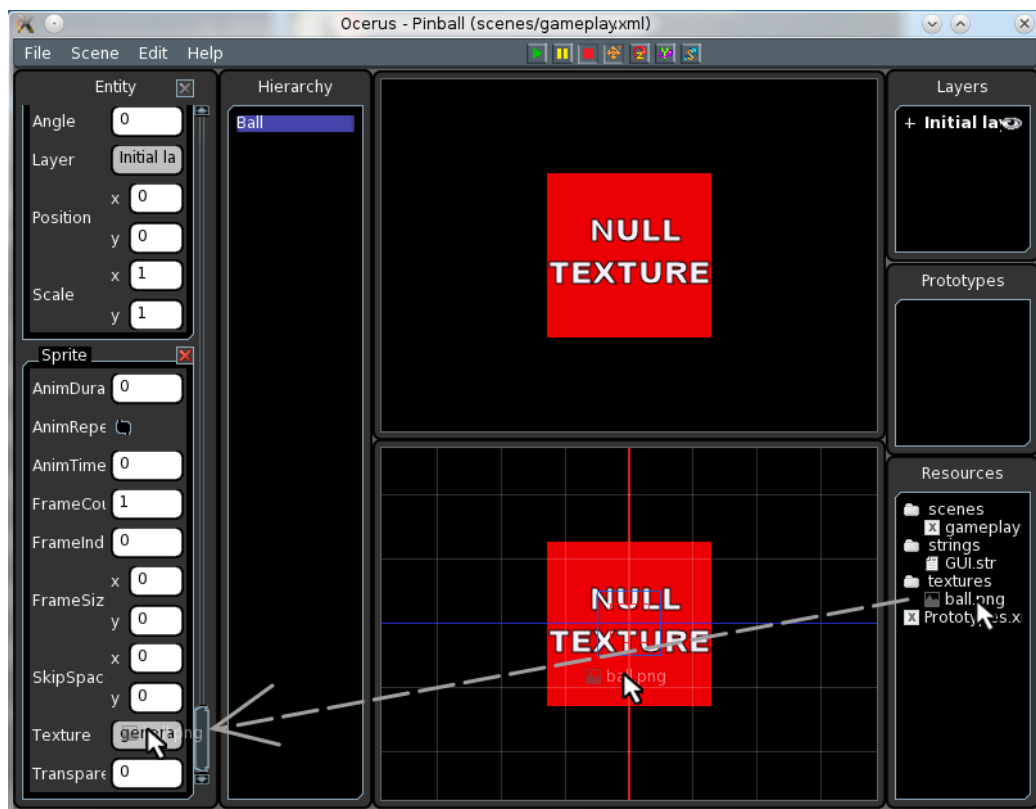 Ocerus - Pinball (scenes/gameplay.xml)
File Scene Edit Help
Entity
Angle 0
Layer Initial la
Position
x 0
y 0
Scale
x 1
y 1
Sprite
AnimDura 0
AnimRepe
AnimTime 0
FrameCou 1
FrameInd 0
FrameSiz
x 0
y 0
SkipSpac
x 0
y 0
Texture
Transpare 0
Hierarchy
Ball
NULL
TEXTURE
NULL
TEXTURE
ball.png
Layers
+ Initial lay
Prototypes
Resources
scenes
gameplay
strings
GUI.str
textures
ball.png
Prototypes.x